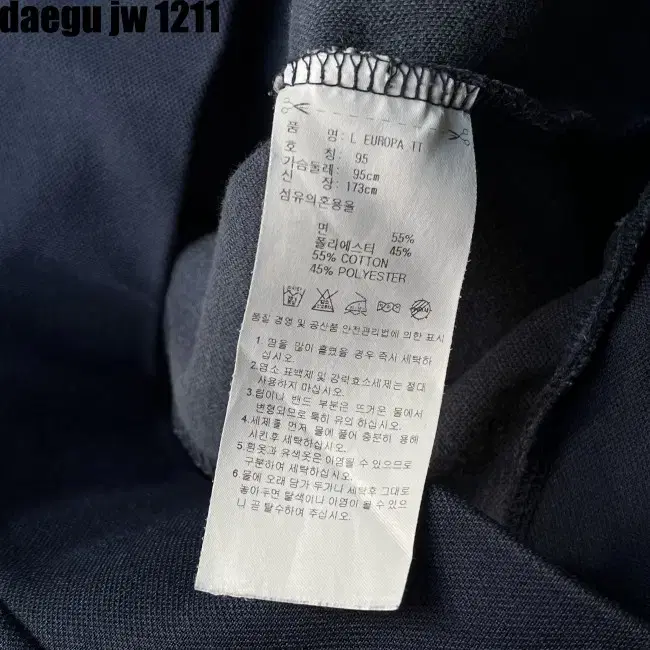 daegu jw 1211
품 명: L EUROPA TT
호 칭: 95
가슴둘레: 95cm
신 장: 173cm
섬유의혼용율
면 55%
폴리에스터 45%
55% COTTON
45% POLYESTER
품질 경영 및 공산품 안전관리법에 의한 표시
1. 땀을 많이 흘렸을 경우 즉시 세탁하
십시오.
2.염소 표백제 및 강력효소세제는 절대
사용하지 마십시오.
3.립이나 밴드 부분은 뜨거운 물에서
변형되므로 특히 유의 하십시오.
4.세제를 먼저 물에 풀어 충분히 용해
시킨후 세탁하십시오.
5.흰옷과 유색옷은 이염될 수 있으므로
구분하여 세탁하십시오.
6.물에 오래 담가 두거나 세탁후 그대로
놓아두면 탈색이나 이염이 될 수 있으
니 곧 탈수하여 주십시오.